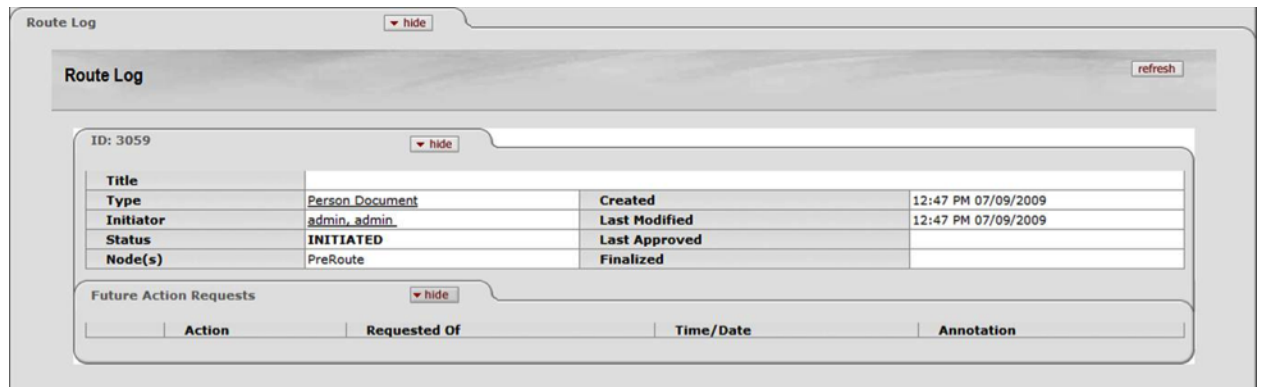 Route Log hide
Route Log refresh
ID: 3059 hide
Title
Type Person Document Created 12:47 PM 07/09/2009
Initiator admin, admin Last Modified 12:47 PM 07/09/2009
Status INITIATED Last Approved
Node(s) PreRoute Finalized
Future Action Requests hide
Action Requested Of Time/Date Annotation